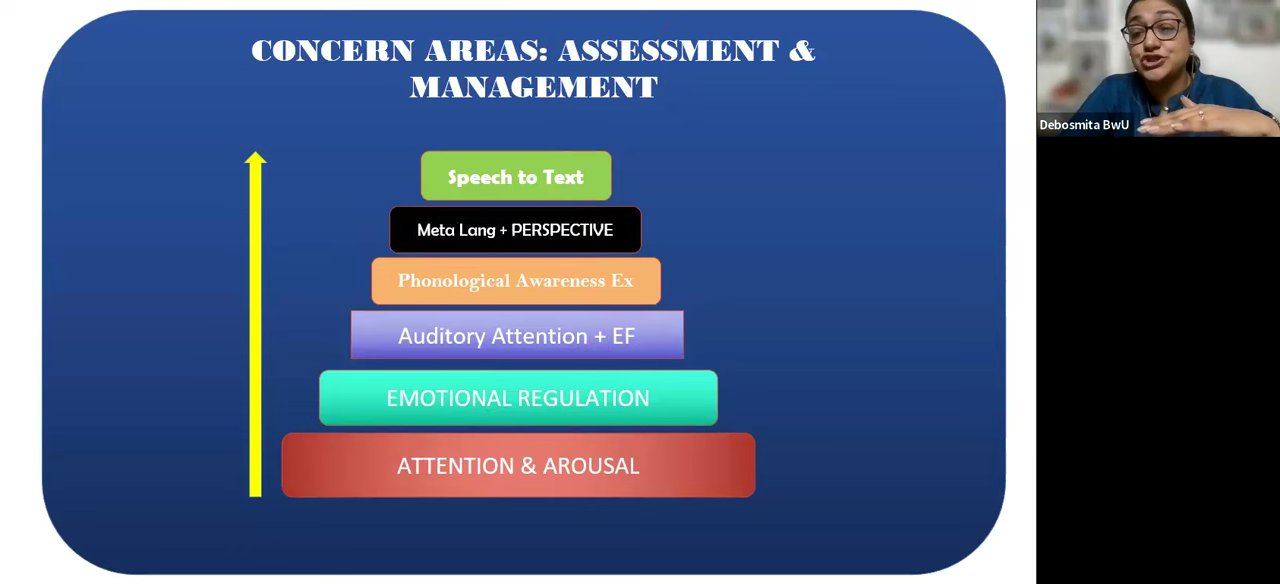 CONCERN AREAS: ASSESSMENT &
MANAGEMENT
Speech to Text
Meta Lang + PERSPECTIVE
Phonological Awareness Ex
Auditory Attention + EF
EMOTIONAL REGULATION
ATTENTION & AROUSAL
Debosmita BwU